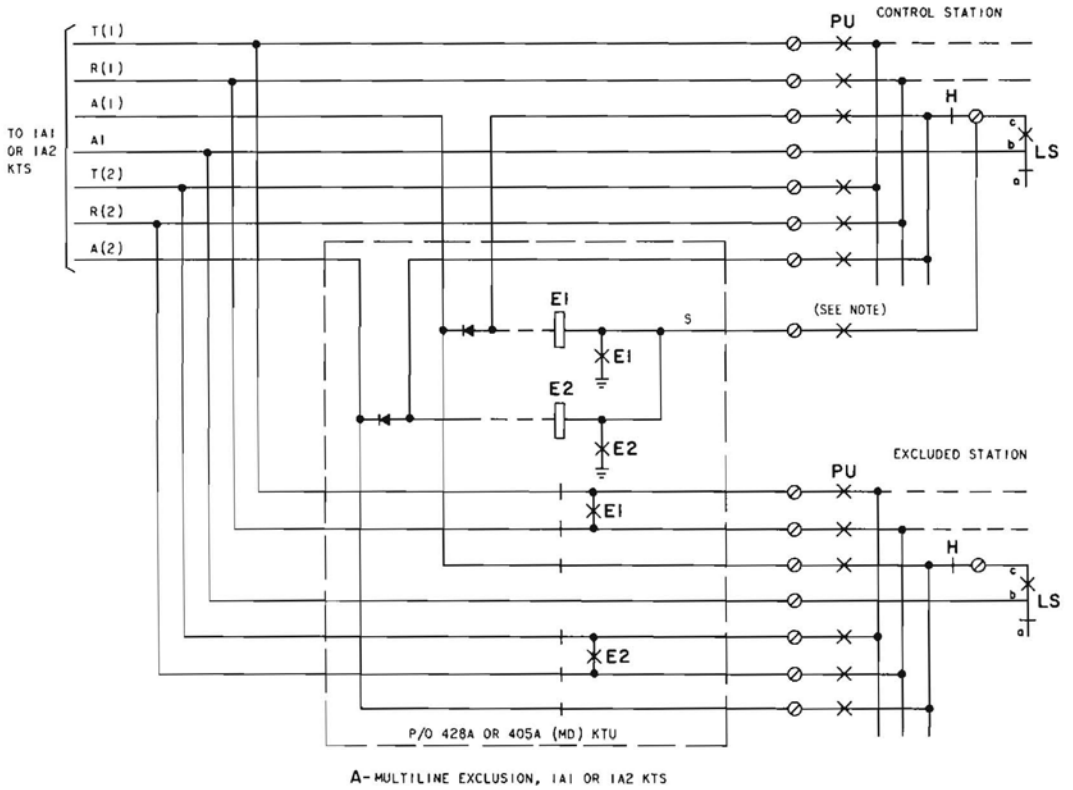 CONTROL STATION
PU
T(1)
R(1)
A(1)
H
c
TO 1A1
OR 1A2
KTS
A1
b
LS
a
T(2)
R(2)
A(2)
E1
S
(SEE NOTE)
E1
E2
E2
EXCLUDED STATION
PU
E1
H
c
b
LS
a
E2
P/O 428A OR 405A (MD) KTU
A-MULTILINE EXCLUSION, 1A1 OR 1A2 KTS